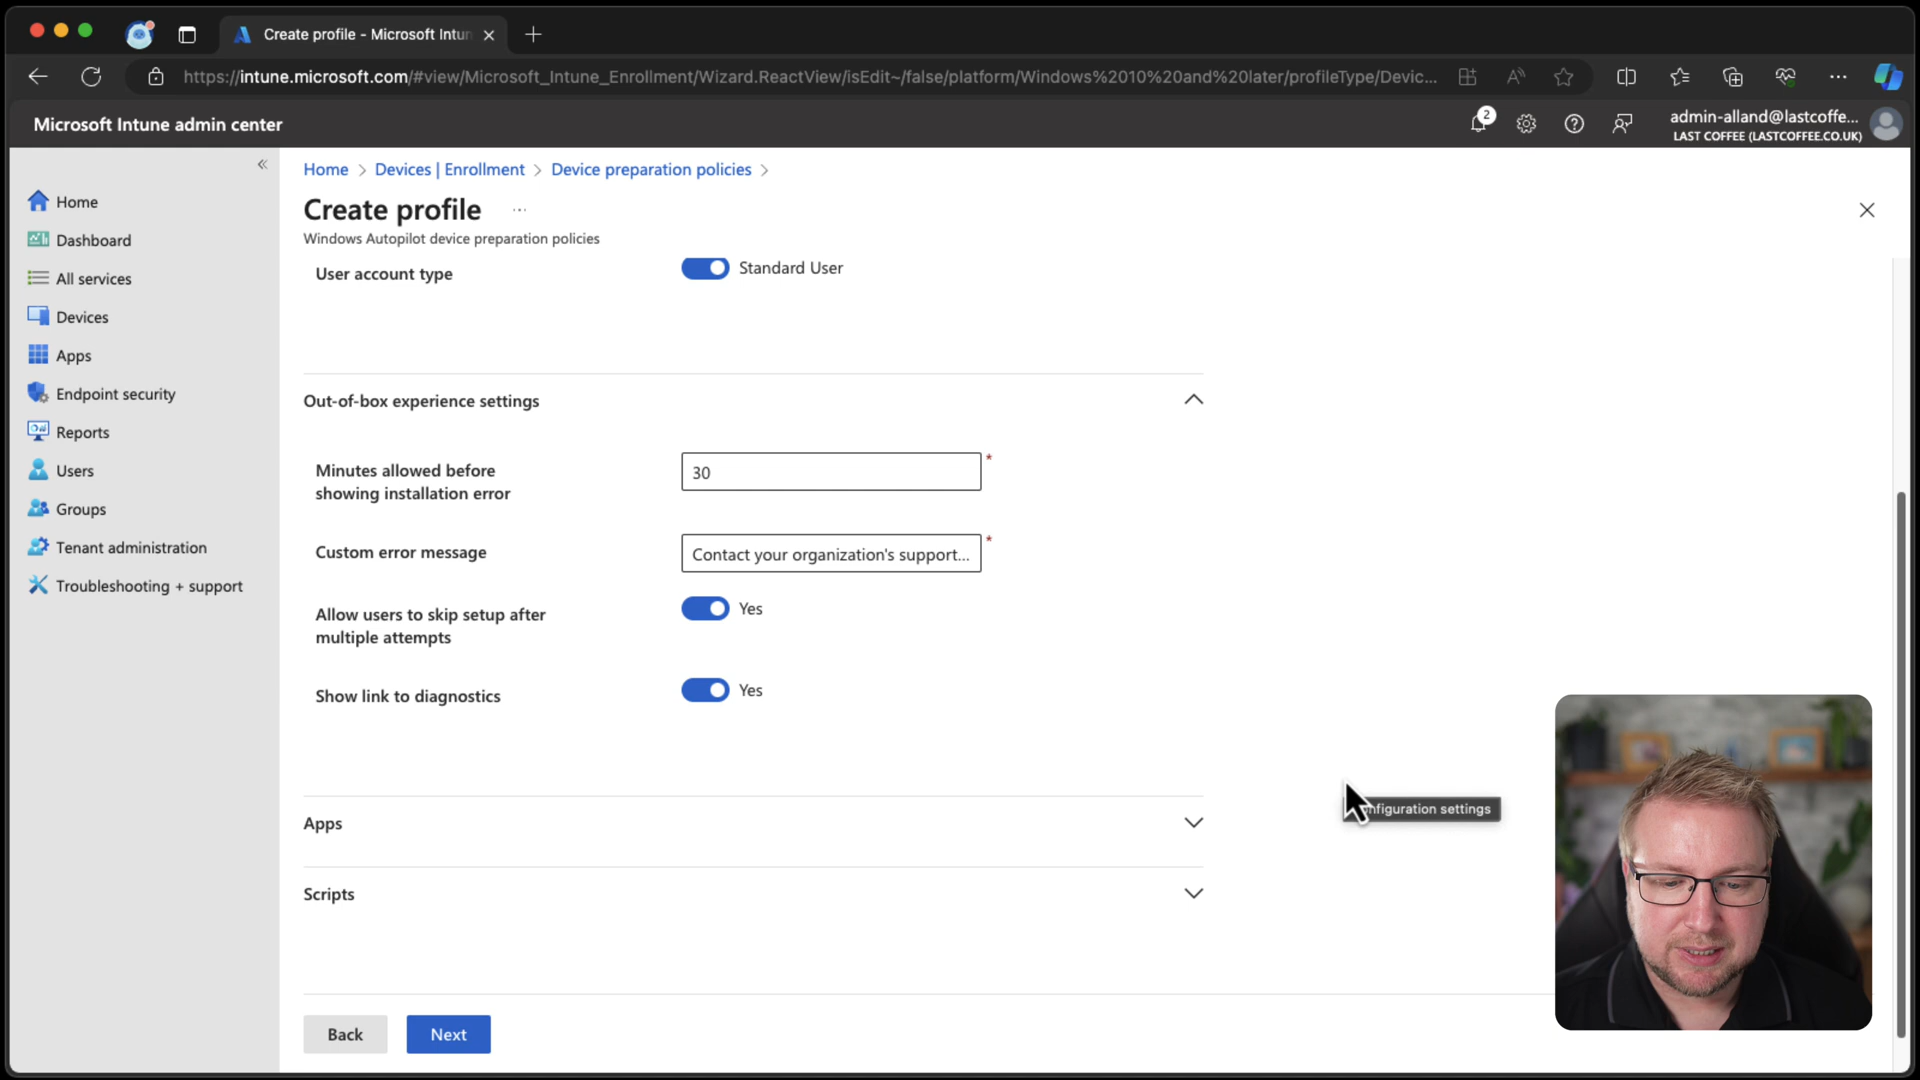 Create profile - Microsoft Intun
https://intune.microsoft.com/#view/Microsoft_Intune_Enrollment/Wizard.ReactView/isEdit~/false/platform/Windows%2010%20and%20later/profileType/Devic...
Microsoft Intune admin center
2
admin-alland@lastcoffe...
LAST COFFEE (LASTCOFFEE.CO.UK)
Home
Dashboard
All services
Devices
Apps
Endpoint security
Reports
Users
Groups
Tenant administration
Troubleshooting + support
Home > Devices | Enrollment > Device preparation policies >
Create profile ...
Windows Autopilot device preparation policies
User account type
Standard User
Out-of-box experience settings
Minutes allowed before
showing installation error
30 *
Custom error message
Contact your organization's support... *
Allow users to skip setup after
multiple attempts
Yes
Show link to diagnostics
Yes
Apps
nfiguration settings
Scripts
Back
Next